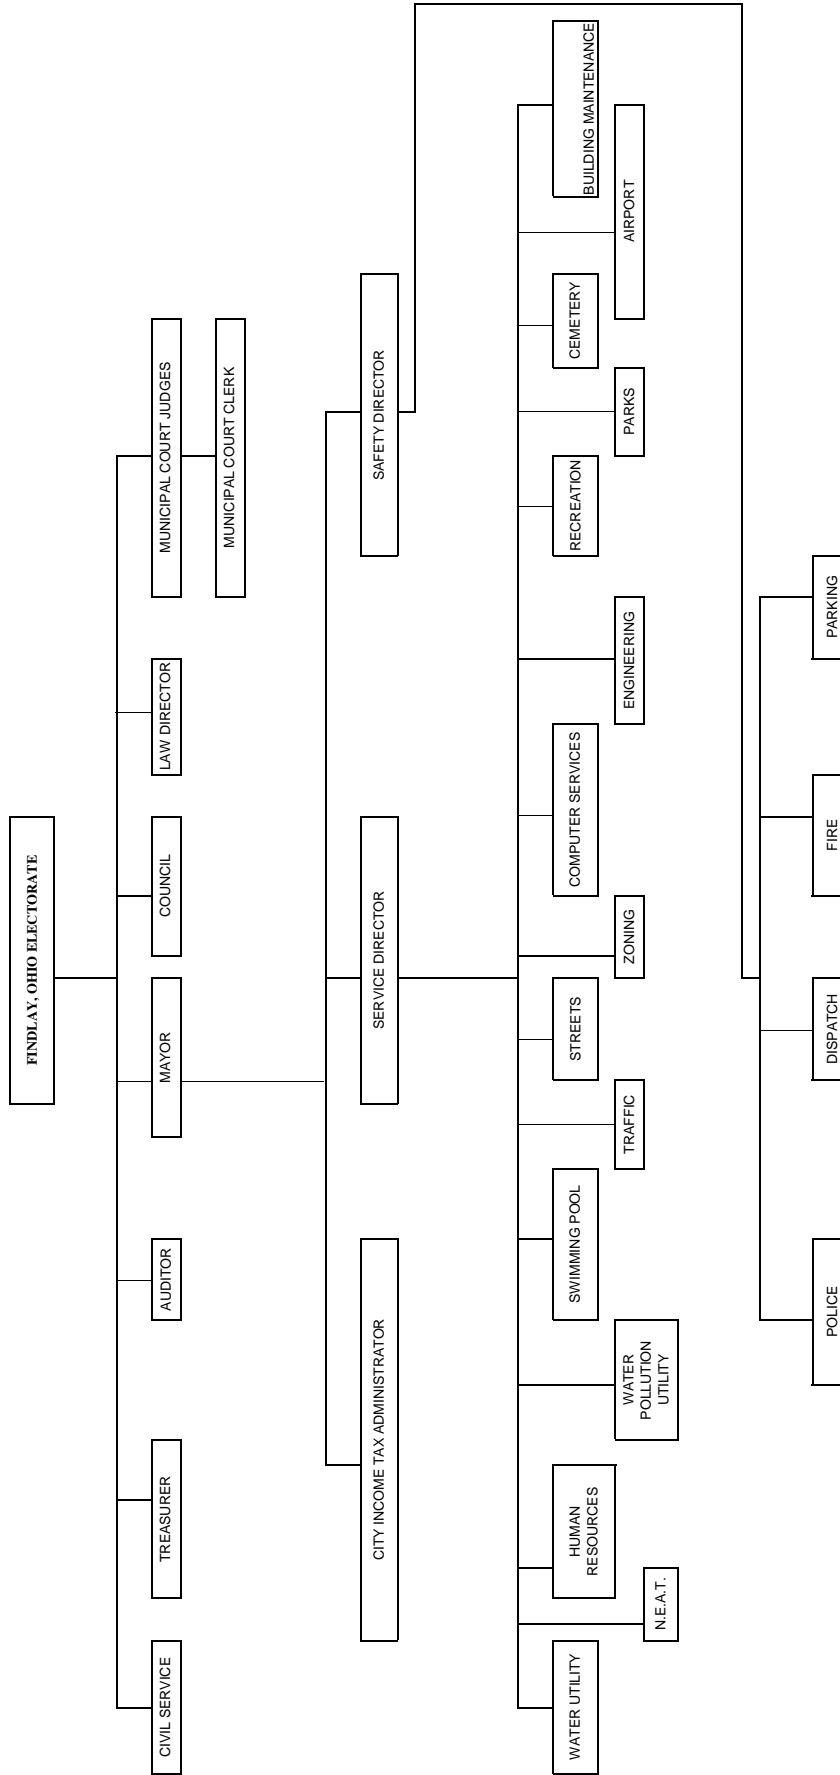 FINDLAY, OHIO ELECTORATE
CIVIL SERVICE
TREASURER
AUDITOR
MAYOR
COUNCIL
LAW DIRECTOR
MUNICIPAL COURT JUDGES
MUNICIPAL COURT CLERK
CITY INCOME TAX ADMINISTRATOR
SERVICE DIRECTOR
SAFETY DIRECTOR
WATER UTILITY
HUMAN
RESOURCES
SWIMMING POOL
STREETS
COMPUTER SERVICES
RECREATION
CEMETERY
BUILDING MAINTENANCE
N.E.A.T.
WATER
POLLUTION
UTILITY
TRAFFIC
ZONING
ENGINEERING
PARKS
AIRPORT
POLICE
DISPATCH
FIRE
PARKING